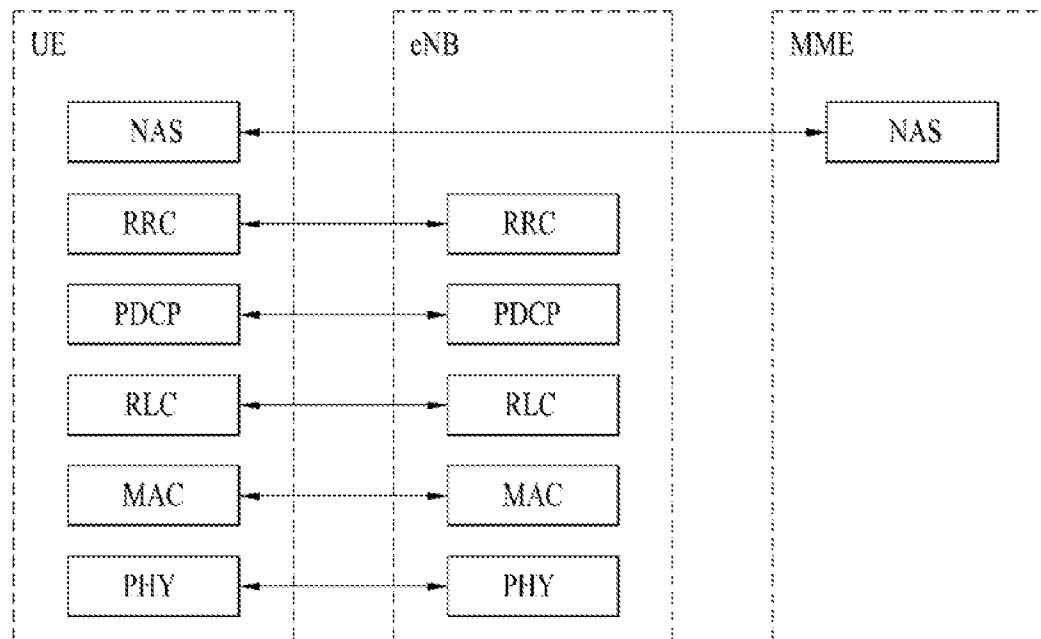 UE eNB MME
NAS NAS
RRC RRC
PDCP PDCP
RLC RLC
MAC MAC
PHY PHY